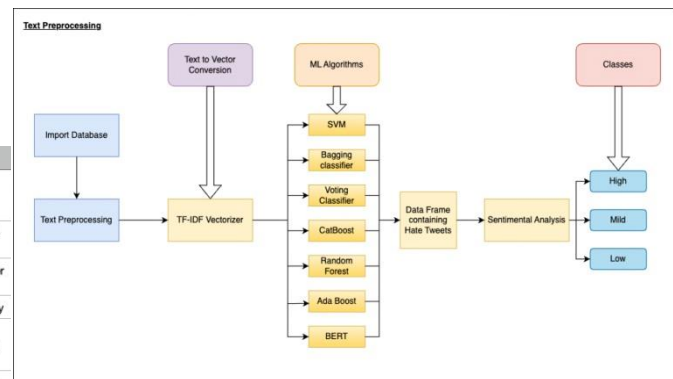 Text Preprocessing
Text to Vector
Conversion
ML Algorithms
Classes
Import Database
Text Preprocessing
TF-IDF Vectorizer
SVM
Bagging
classifier
Voting
Classifier
CatBoost
Random
Forest
Ada Boost
BERT
Data Frame
containing
Hate Tweets
Sentimental Analysis
High
Mild
Low